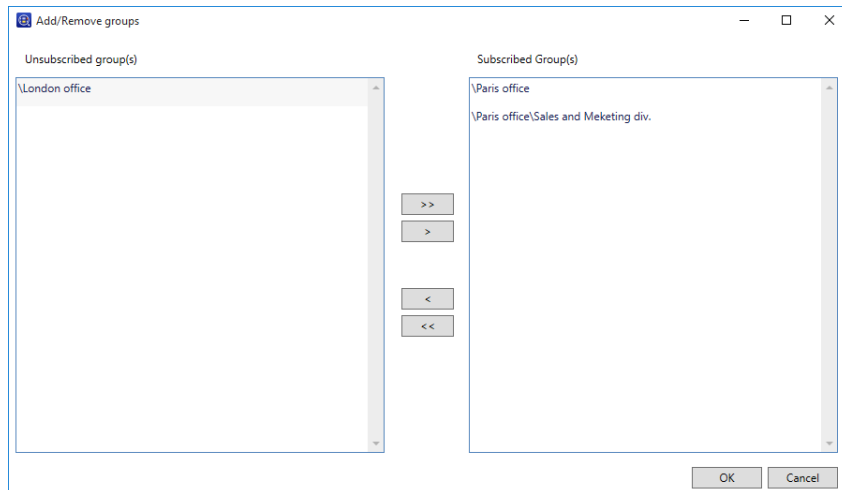 Add/Remove groups
Unsubscribed group(s)
Subscribed Group(s)
\London office
\Paris office
\Paris office\Sales and Meketing div.
>>
>
<
<<
OK
Cancel